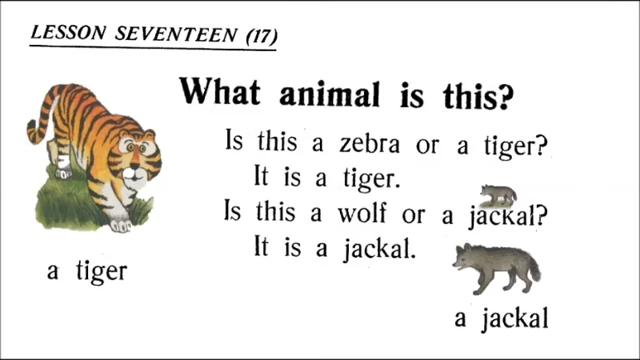 LESSON SEVENTEEN (17)
What animal is this?
Is this a zebra or a tiger?
It is a tiger.
Is this a wolf or a jackal?
It is a jackal.
a tiger
a jackal